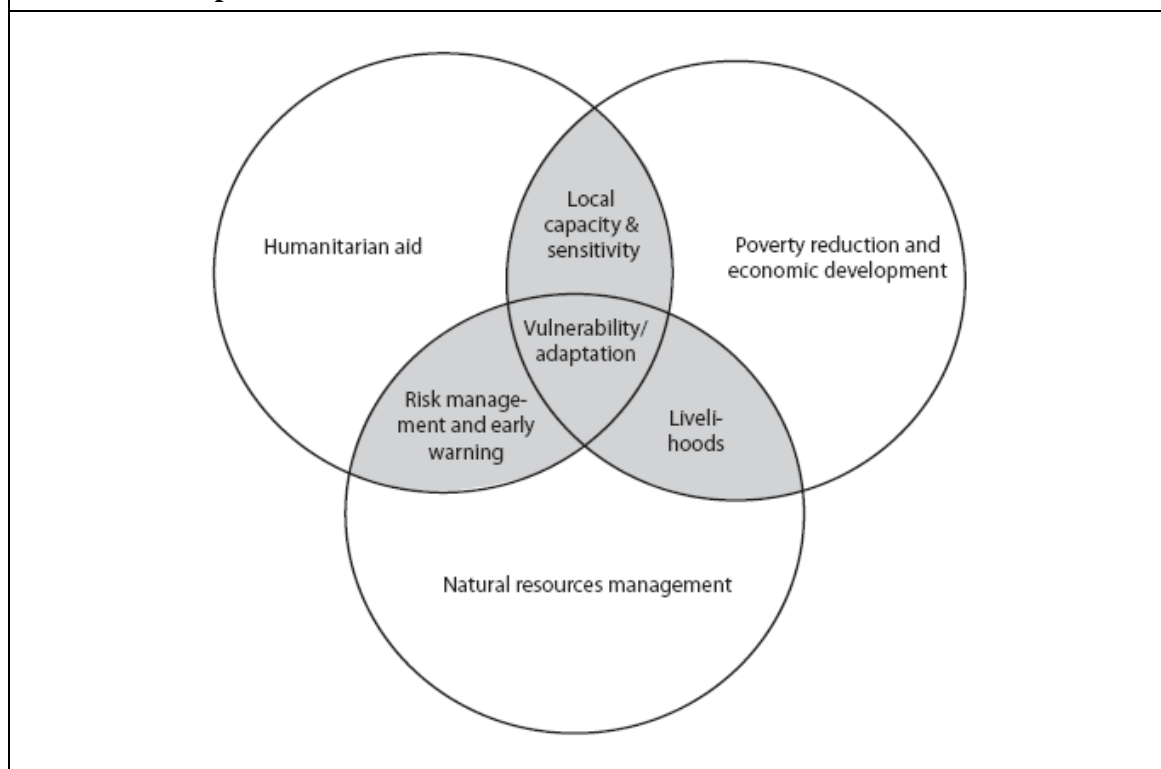 Local
capacity &
sensitivity
Humanitarian aid
Poverty reduction and
economic development
Vulnerability/
adaptation
Risk manage-
ment and early
warning
Liveli-
hoods
Natural resources management